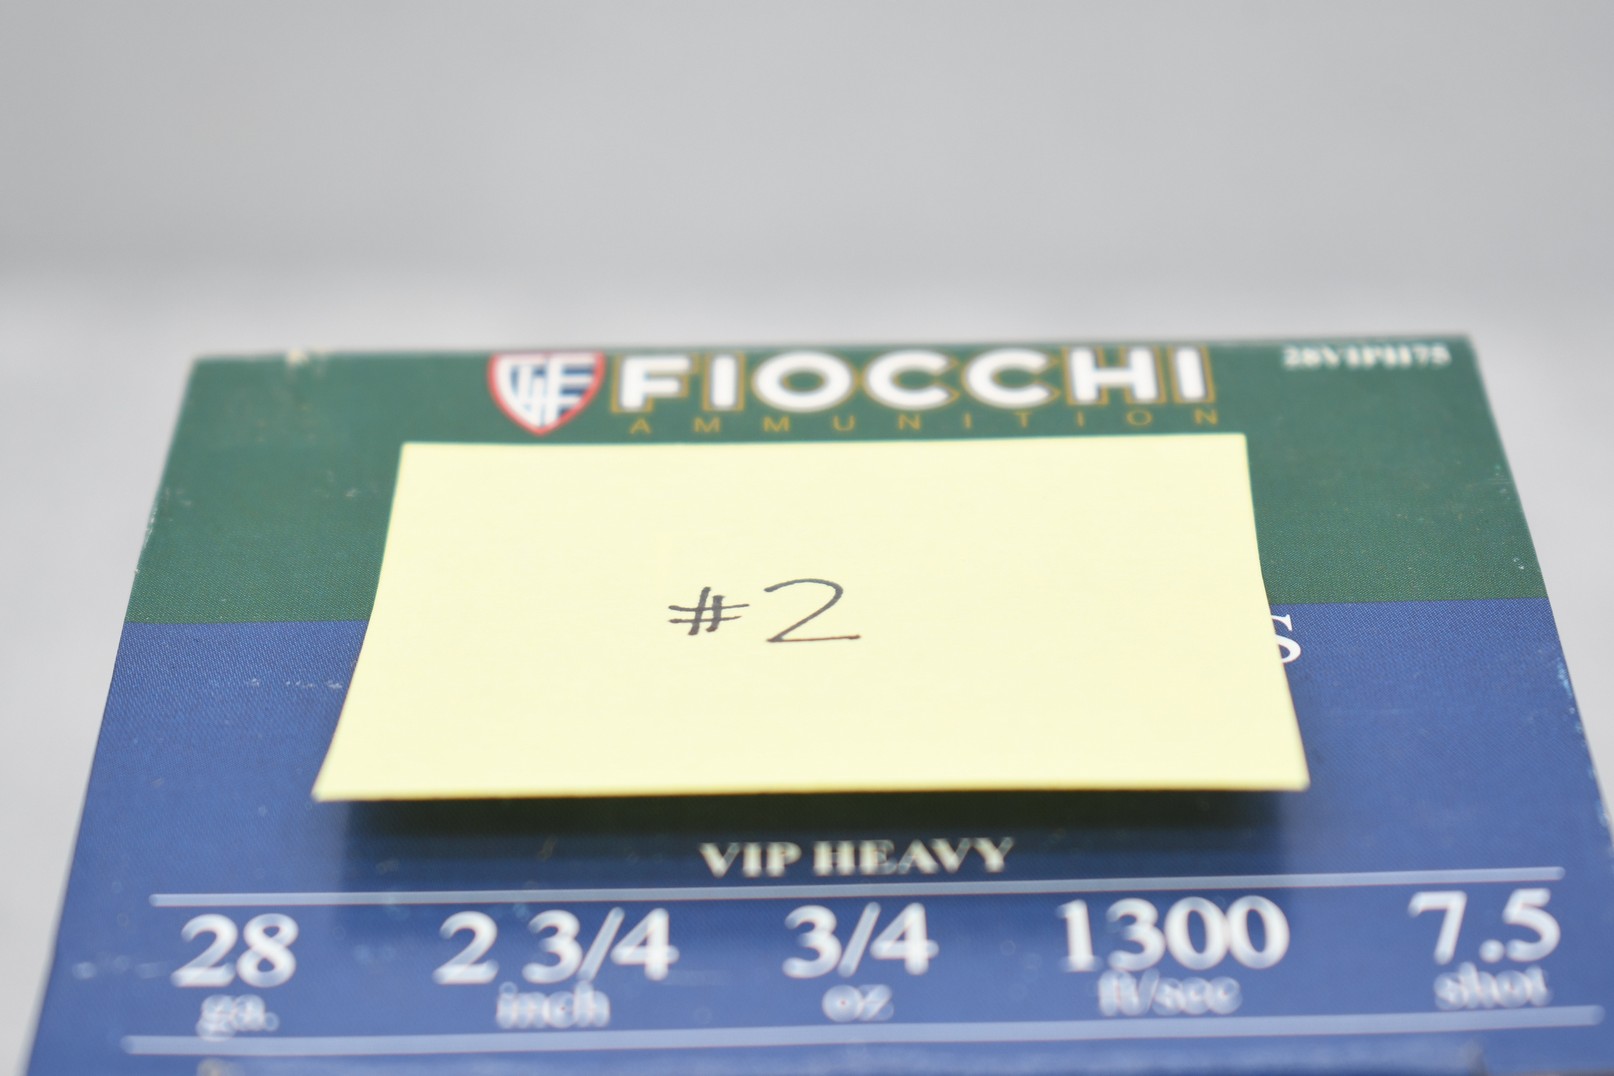 GFF FIOCCHI 28VIPH75
AMMUNITION
#2
S
VIP HEAVY
28 2 3/4 3/4 1300 7.5
ga. inch oz ft/sec shot